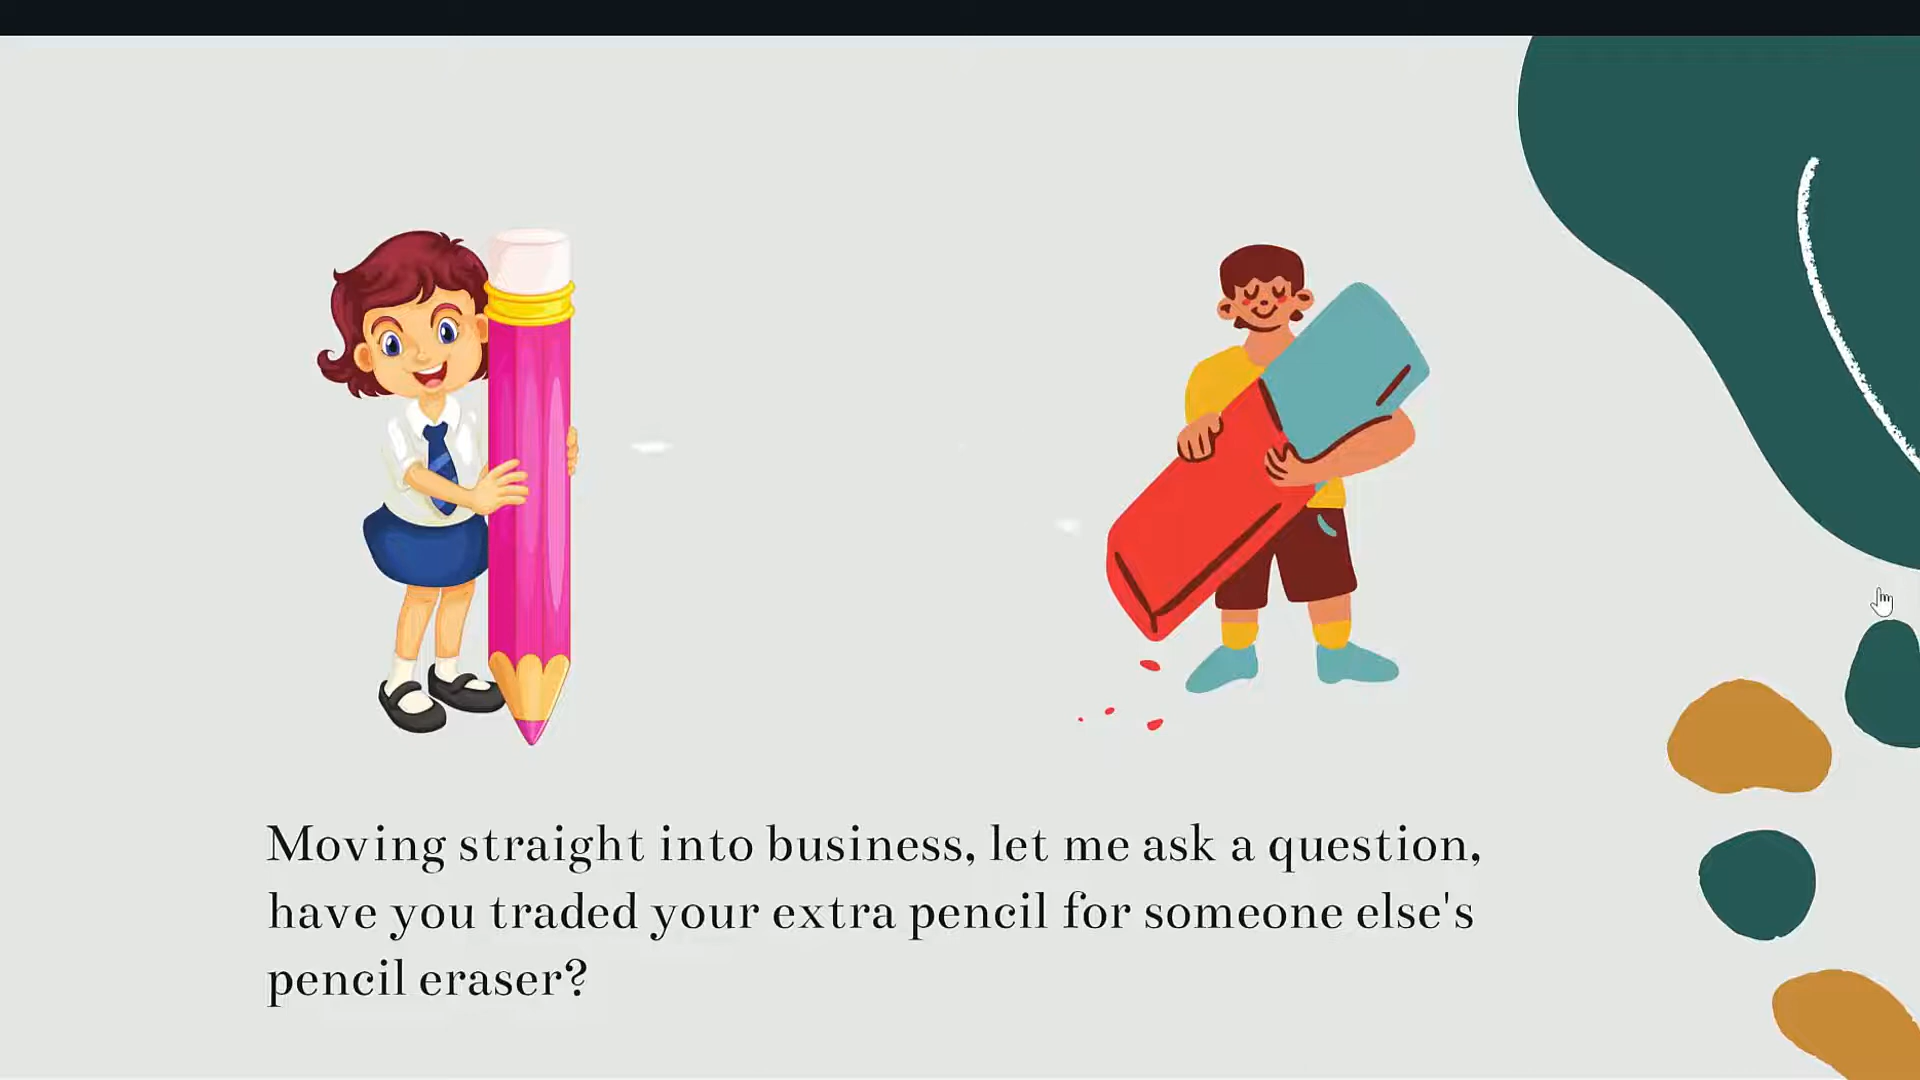 Moving straight into business, let me ask a question,
have you traded your extra pencil for someone else's
pencil eraser?